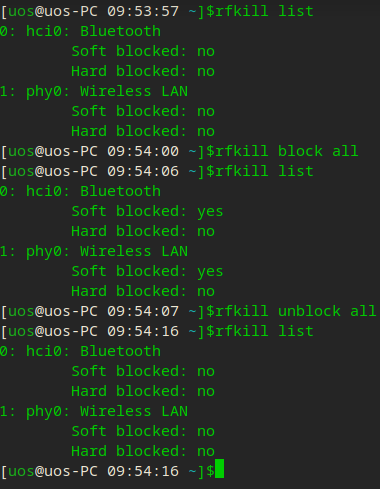 [uos@uos-PC 09:53:57 ~]$rfkill list
0: hci0: Bluetooth
        Soft blocked: no
        Hard blocked: no
1: phy0: Wireless LAN
        Soft blocked: no
        Hard blocked: no
[uos@uos-PC 09:54:00 ~]$rfkill block all
[uos@uos-PC 09:54:06 ~]$rfkill list
0: hci0: Bluetooth
        Soft blocked: yes
        Hard blocked: no
1: phy0: Wireless LAN
        Soft blocked: yes
        Hard blocked: no
[uos@uos-PC 09:54:07 ~]$rfkill unblock all
[uos@uos-PC 09:54:16 ~]$rfkill list
0: hci0: Bluetooth
        Soft blocked: no
        Hard blocked: no
1: phy0: Wireless LAN
        Soft blocked: no
        Hard blocked: no
[uos@uos-PC 09:54:16 ~]$